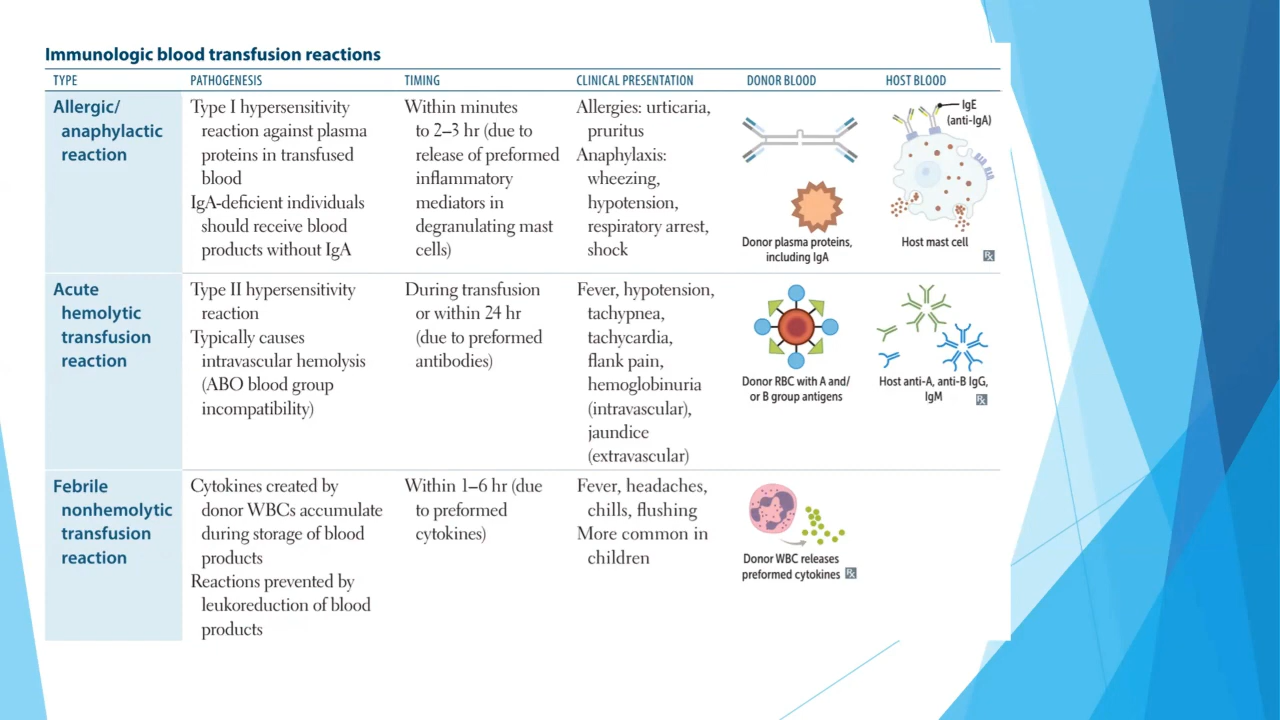 Immunologic blood transfusion reactions
TYPE
PATHOGENESIS
TIMING
CLINICAL PRESENTATION
DONOR BLOOD
HOST BLOOD
Allergic/
anaphylactic
reaction
Type I hypersensitivity
reaction against plasma
proteins in transfused
blood
IgA-deficient individuals
should receive blood
products without IgA
Within minutes
to 2–3 hr (due to
release of preformed
inflammatory
mediators in
degranulating mast
cells)
Allergies: urticaria,
pruritus
Anaphylaxis:
wheezing,
hypotension,
respiratory arrest,
shock
Donor plasma proteins,
including IgA
IgE
(anti-IgA)
Host mast cell
Rx
Acute
hemolytic
transfusion
reaction
Type II hypersensitivity
reaction
Typically causes
intravascular hemolysis
(ABO blood group
incompatibility)
During transfusion
or within 24 hr
(due to preformed
antibodies)
Fever, hypotension,
tachypnea,
tachycardia,
flank pain,
hemoglobinuria
(intravascular),
jaundice
(extravascular)
Donor RBC with A and/
or B group antigens
Host anti-A, anti-B IgG,
IgM
Rx
Febrile
nonhemolytic
transfusion
reaction
Cytokines created by
donor WBCs accumulate
during storage of blood
products
Reactions prevented by
leukoreduction of blood
products
Within 1–6 hr (due
to preformed
cytokines)
Fever, headaches,
chills, flushing
More common in
children
Donor WBC releases
preformed cytokines Rx